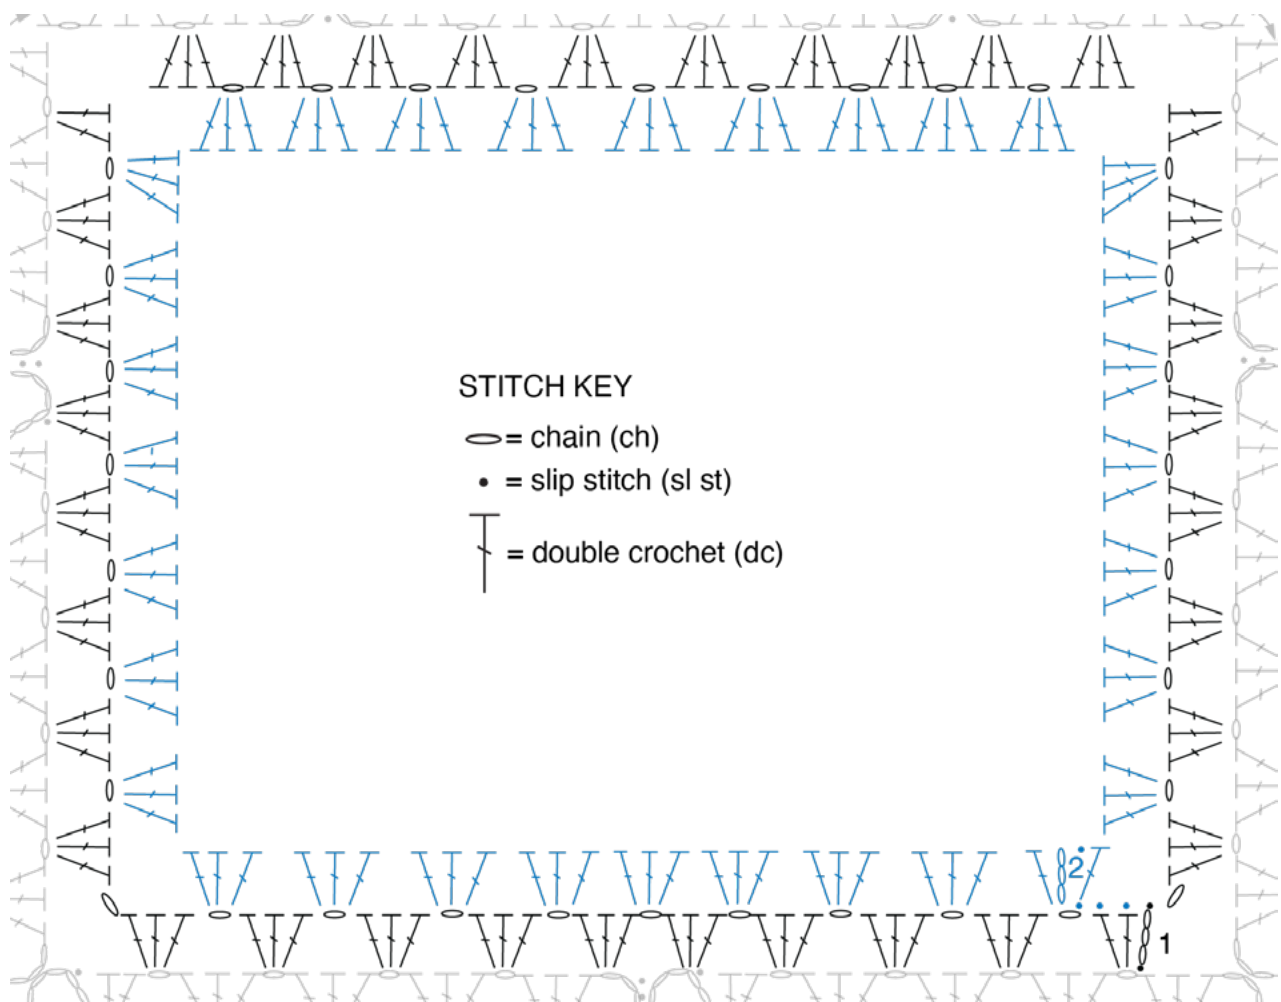 STITCH KEY
= chain (ch)
= slip stitch (sl st)
= double crochet (dc)
2
1